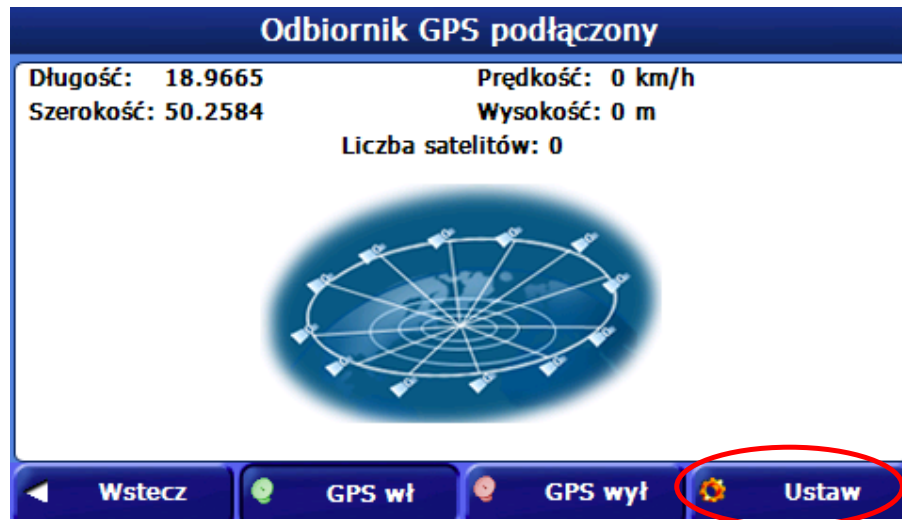 Odbiornik GPS podłączony
Długość: 18.9665 Prędkość: 0 km/h
Szerokość: 50.2584 Wysokość: 0 m
Liczba satelitów: 0
Wstecz GPS wł GPS wył Ustaw